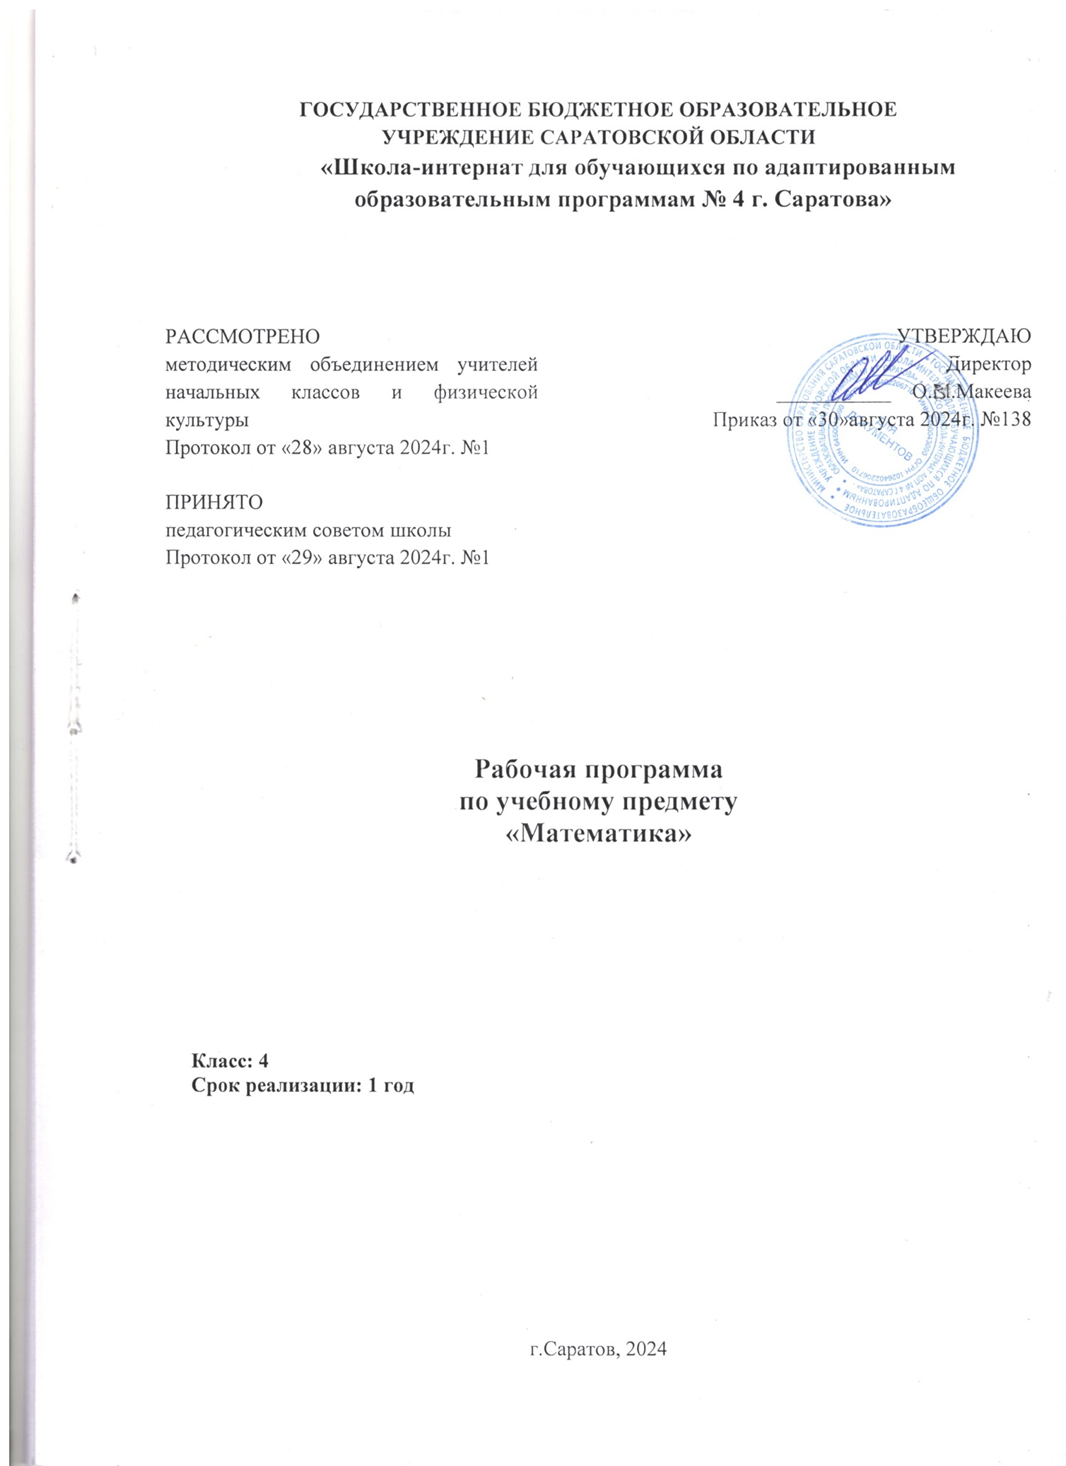 ГОСУДАРСТВЕННОЕ БЮДЖЕТНОЕ ОБРАЗОВАТЕЛЬНОЕ
УЧРЕЖДЕНИЕ САРАТОВСКОЙ ОБЛАСТИ
«Школа-интернат для обучающихся по адаптированным
образовательным программам № 4 г. Саратова»
РАССМОТРЕНО
методическим объединением учителей
начальных классов и физической
культуры
Протокол от «28» августа 2024г. №1
ПРИНЯТО
педагогическим советом школы
Протокол от «29» августа 2024г. №1
УТВЕРЖДАЮ
Директор
О.Н.Макеева
Приказ от «30»августа 2024г. №138
ДЛЯ
ДОКУМЕНТОВ
Рабочая программа
по учебному предмету
«Математика»
Класс: 4
Срок реализации: 1 год
г.Саратов, 2024